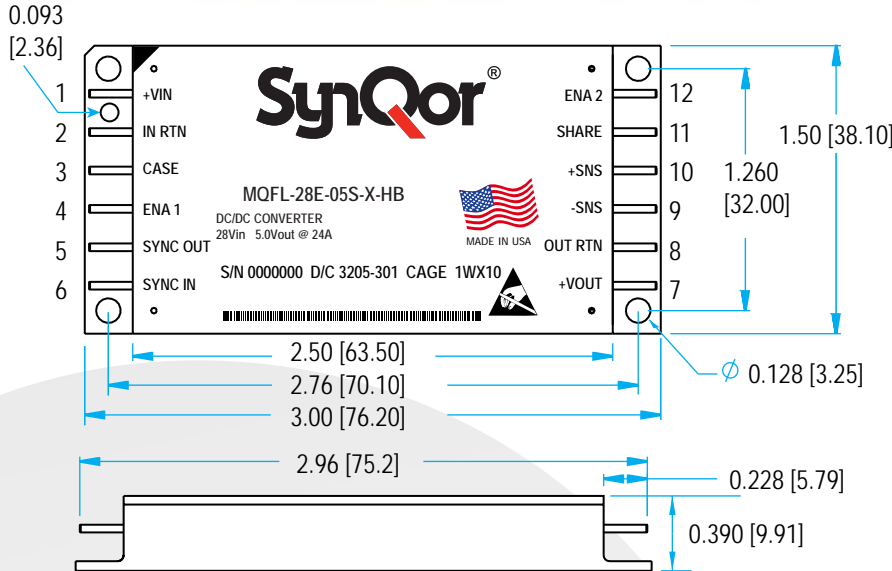 0.093
[2.36]
SynQor®
1 +VIN
2 IN RTN
3 CASE
4 ENA 1
5 SYNC OUT
6 SYNC IN
ENA 2 12
SHARE 11
+SNS 10
-SNS 9
OUT RTN 8
+VOUT 7
MQFL-28E-05S-X-HB
DC/DC CONVERTER
28Vin 5.0Vout @ 24A
MADE IN USA
S/N 0000000 D/C 3205-301 CAGE 1WX10
1.260
[32.00]
1.50 [38.10]
2.50 [63.50]
2.76 [70.10]
3.00 [76.20]
Ø 0.128 [3.25]
2.96 [75.2]
0.228 [5.79]
0.390 [9.91]